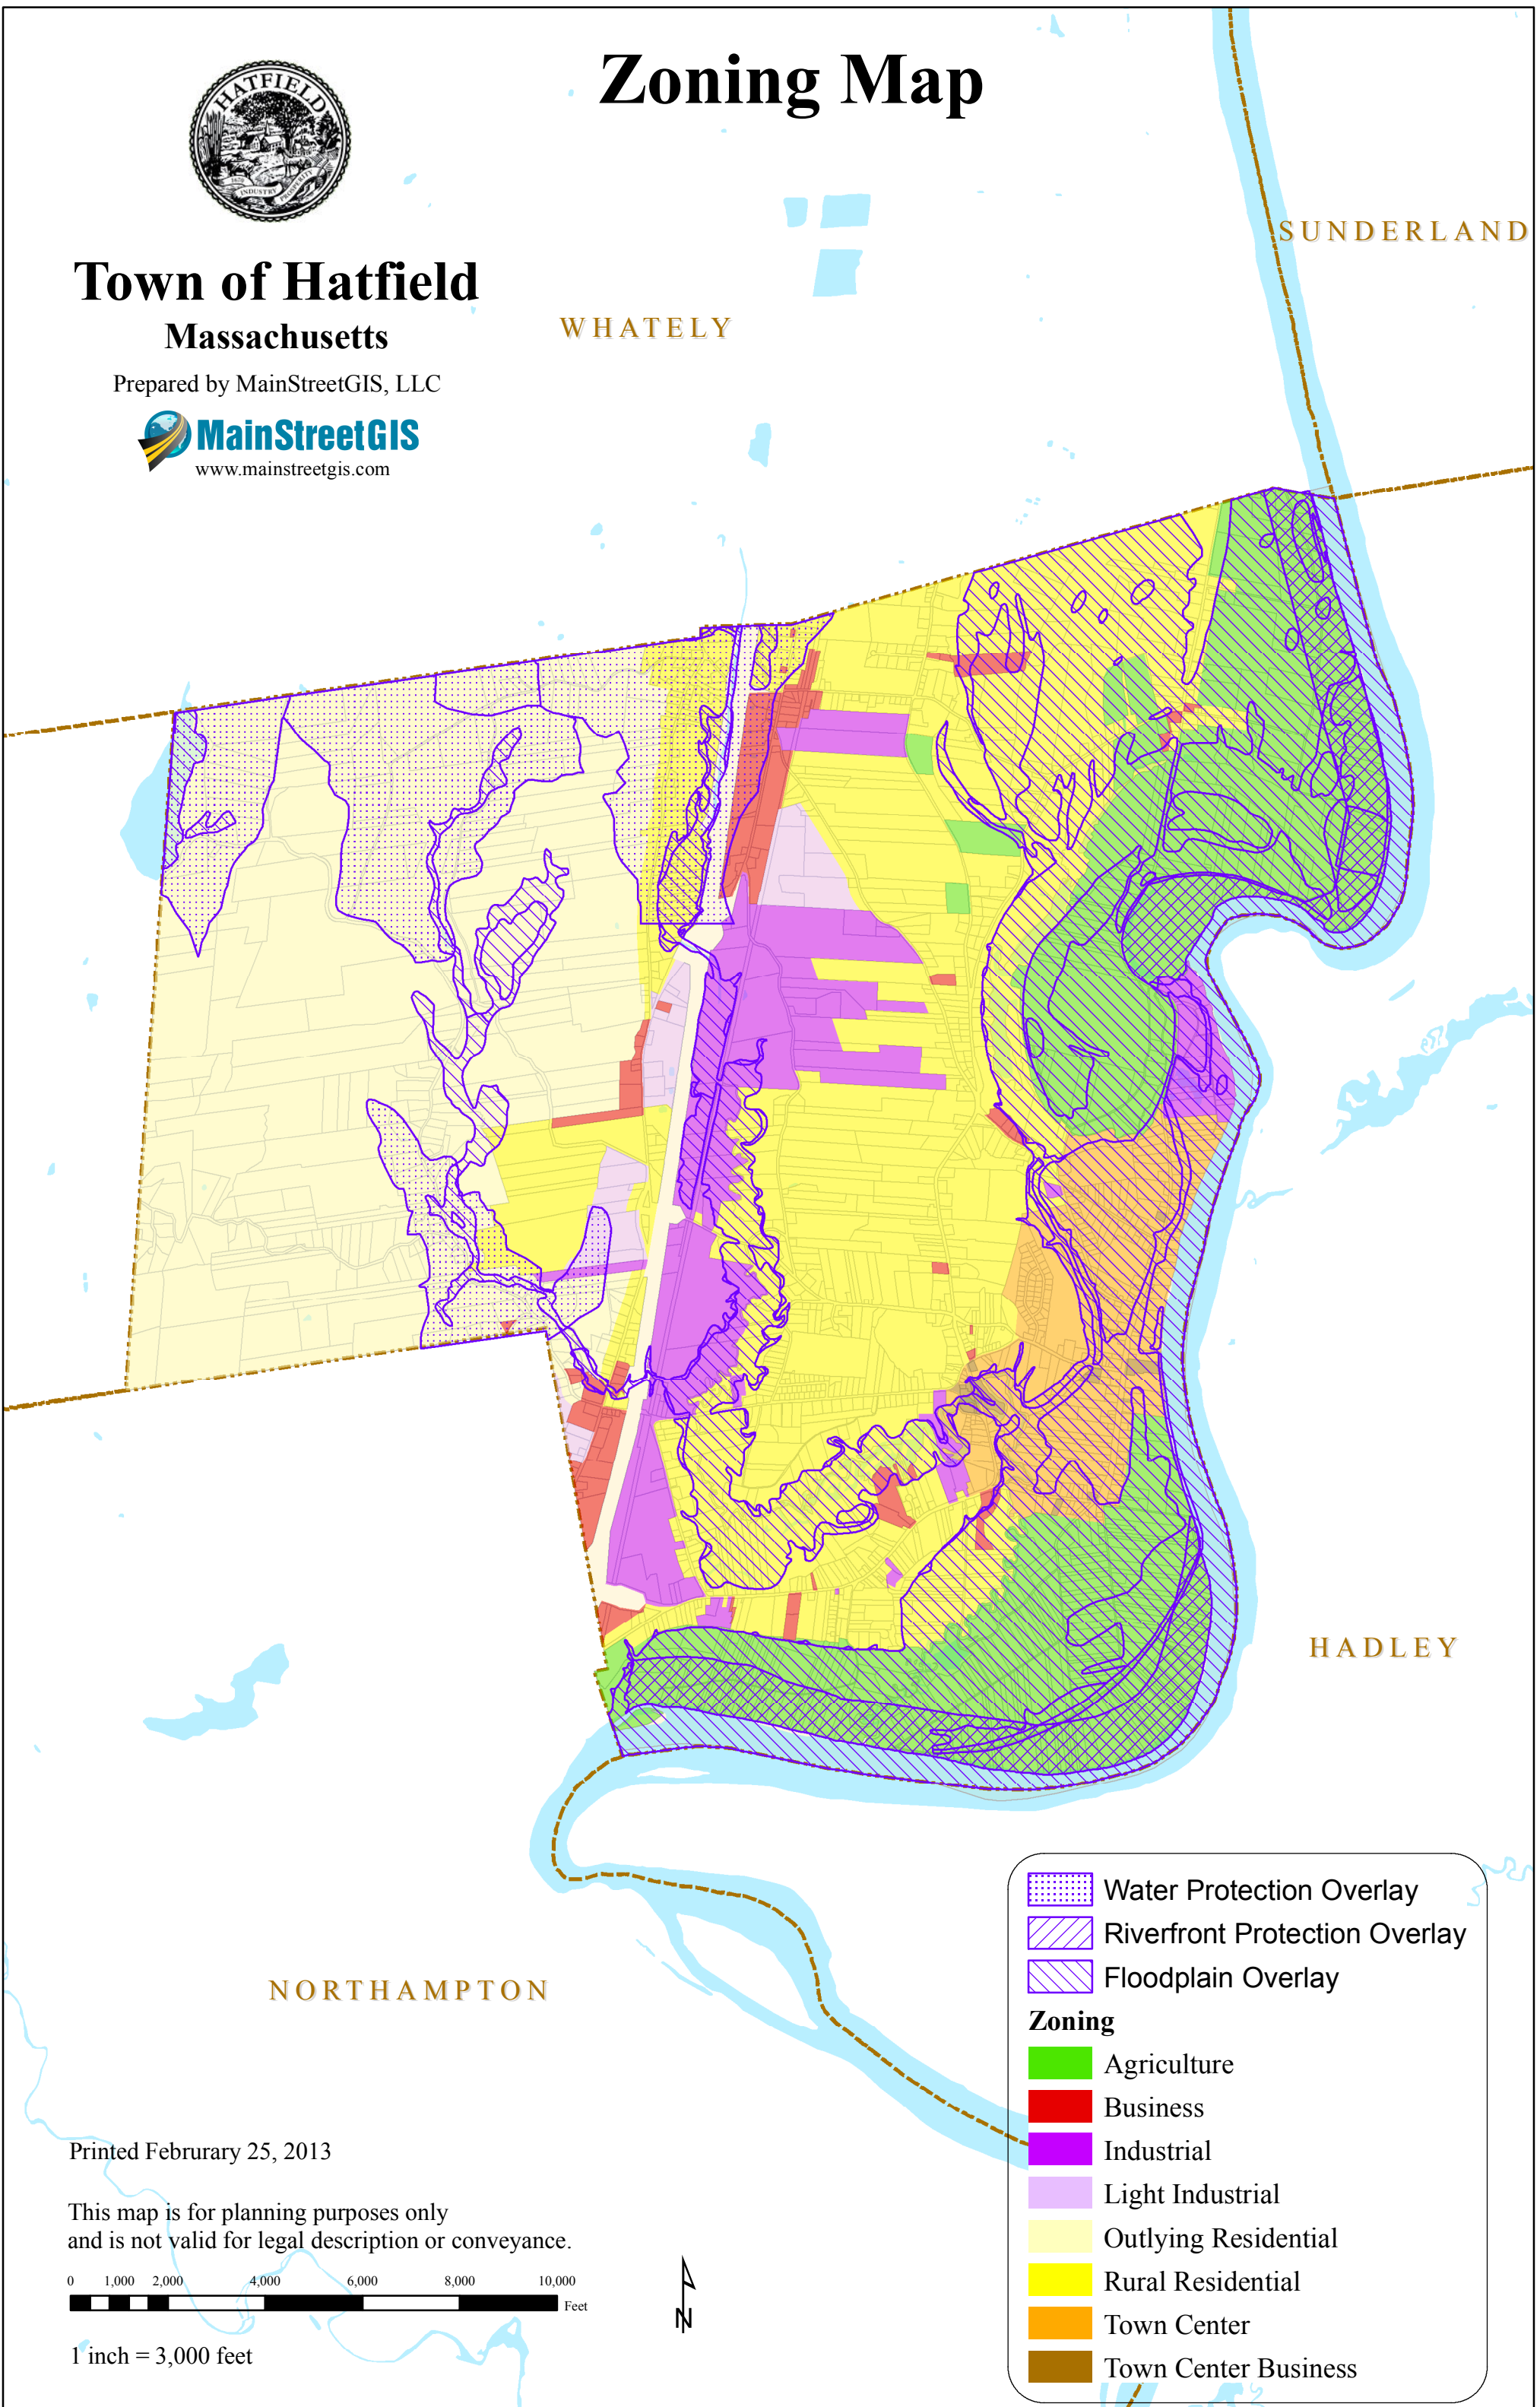 Zoning Map
HATFIELD
1670
INDUSTRY
PROSPERITY
Town of Hatfield
Massachusetts
Prepared by MainStreetGIS, LLC
MainStreetGIS
www.mainstreetgis.com
SUNDERLAND
WHATELY
HADLEY
NORTHAMPTON
Water Protection Overlay
Riverfront Protection Overlay
Floodplain Overlay
Zoning
Agriculture
Business
Industrial
Light Industrial
Outlying Residential
Rural Residential
Town Center
Town Center Business
Printed Februrary 25, 2013
This map is for planning purposes only
and is not valid for legal description or conveyance.
0 1,000 2,000 4,000 6,000 8,000 10,000
Feet
1 inch = 3,000 feet
N